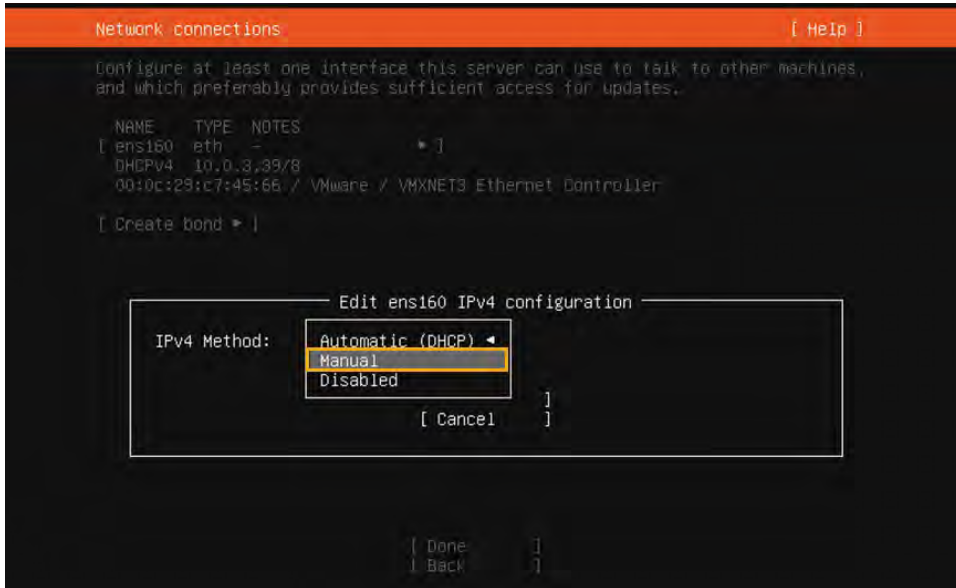 Network connections [ Help ]
Configure at least one interface this server can use to talk to other machines,
and which preferably provides sufficient access for updates.
NAME TYPE NOTES
[ ens160 eth - ▸ ]
DHCPv4 10.0.3.39/8
00:0c:29:c7:45:66 / VMware / VMXNET3 Ethernet Controller
[ Create bond ▸ ]
Edit ens160 IPv4 configuration
IPv4 Method: Automatic (DHCP) ◂
Manual
Disabled
]
[ Cancel ]
[ Done ]
[ Back ]